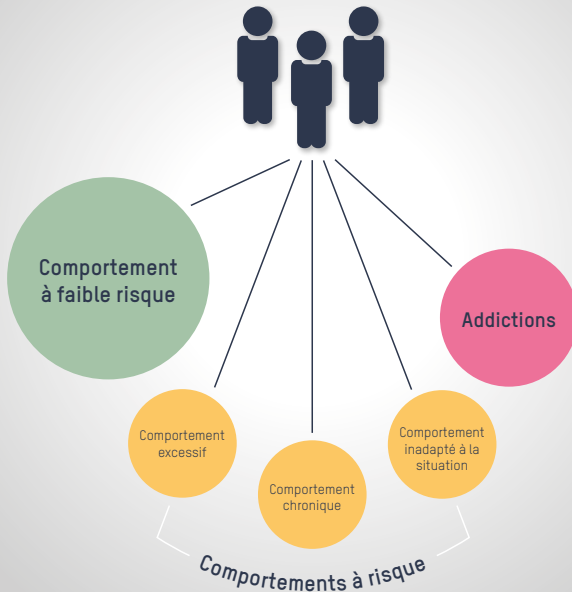 Comportement
à faible risque
Addictions
Comportement
excessif
Comportement
chronique
Comportement
inadapté à la
situation
Comportements à risque